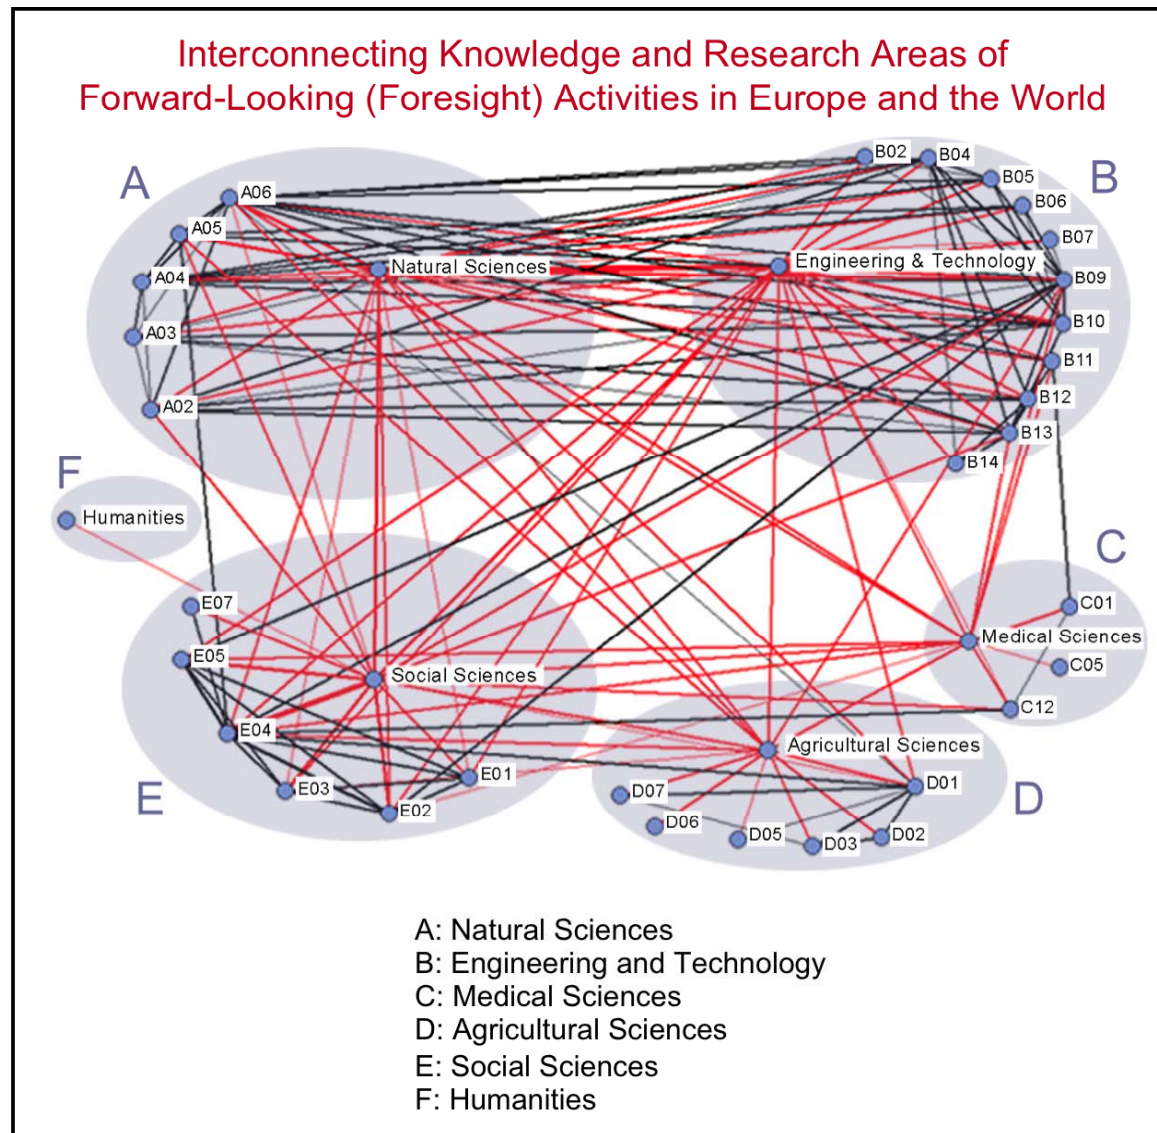 Interconnecting Knowledge and Research Areas of
Forward-Looking (Foresight) Activities in Europe and the World
A
A06
A05
A04
A03
A02
Natural Sciences
B
B02
B04
B05
B06
B07
B09
B10
B11
B12
B13
B14
Engineering & Technology
F
Humanities
C
C01
Medical Sciences
C05
C12
E
E07
E05
Social Sciences
E04
E03
E02
E01
D
Agricultural Sciences
D07
D06
D05
D03
D02
D01
A: Natural Sciences
B: Engineering and Technology
C: Medical Sciences
D: Agricultural Sciences
E: Social Sciences
F: Humanities